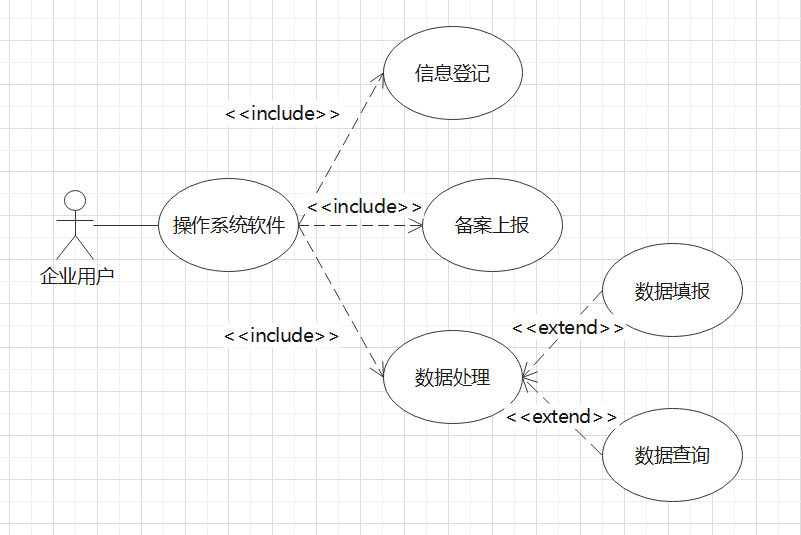 信息登记
<<include>>
<<include>>
操作系统软件
备案上报
企业用户
数据填报
<<extend>>
<<include>>
数据处理
<<extend>>
数据查询